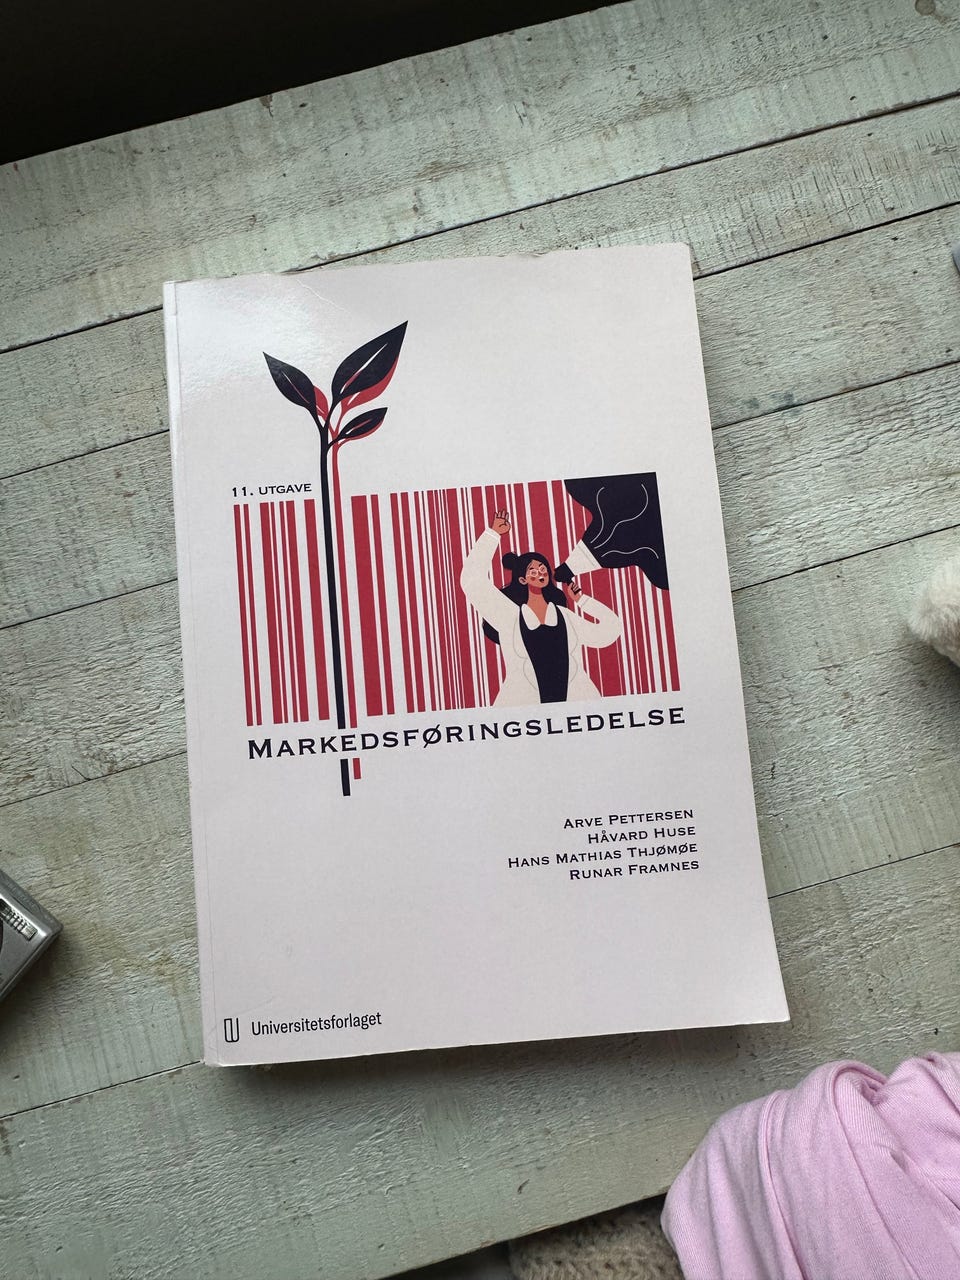 11. UTGAVE
MARKEDSFØRINGSLEDELSE
ARVE PETTERSEN
HÅVARD HUSE
HANS MATHIAS THJØMØE
RUNAR FRAMNES
Universitetsforlaget